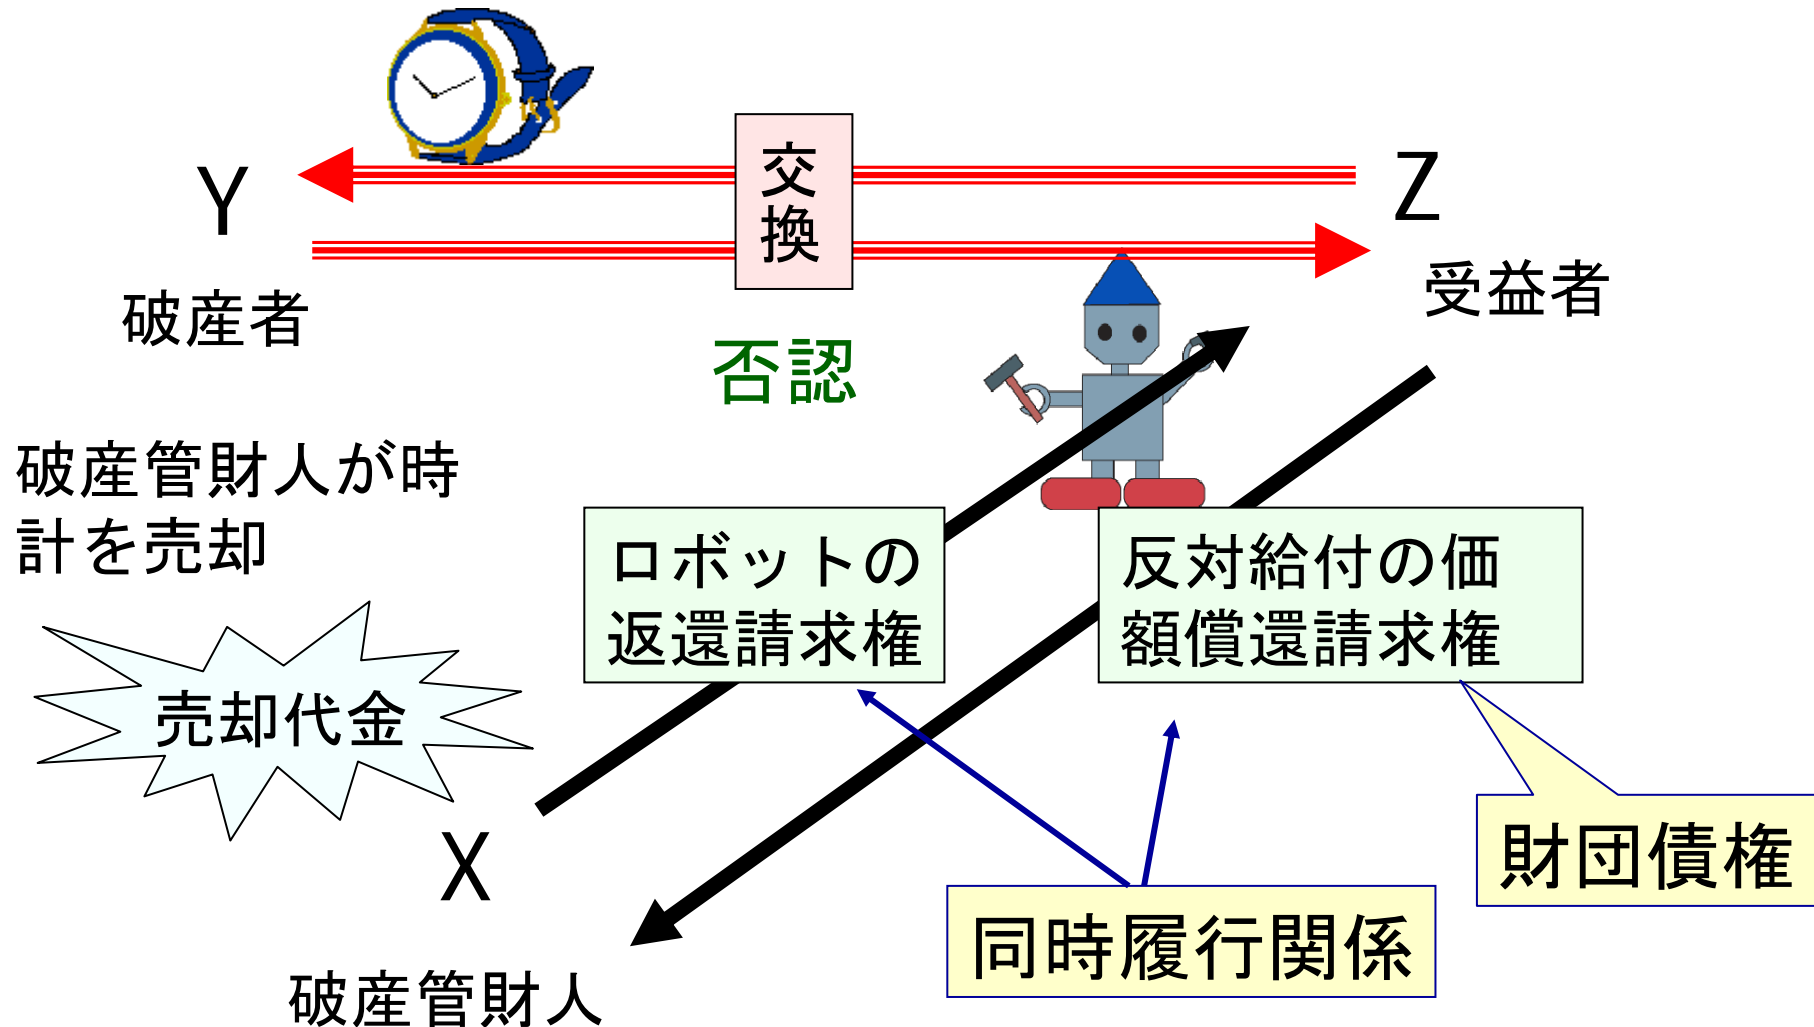 交
換
Y
Z
破産者
受益者
否認
破産管財人が時
計を売却
ロボットの
返還請求権
反対給付の価
額償還請求権
売却代金
財団債権
X
同時履行関係
破産管財人